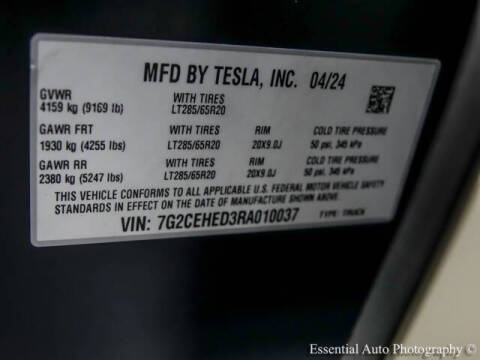 MFD BY TESLA, INC. 04/24
GVWR
4159 kg (9169 lb)
WITH TIRES
LT285/65R20
GAWR FRT
1930 kg (4255 lbs)
WITH TIRES
LT285/65R20
RIM
20X9.0J
COLD TIRE PRESSURE
50 psi, 345 kPa
GAWR RR
2380 kg (5247 lbs)
WITH TIRES
LT285/65R20
RIM
20X9.0J
COLD TIRE PRESSURE
50 psi, 345 kPa
THIS VEHICLE CONFORMS TO ALL APPLICABLE U.S. FEDERAL MOTOR VEHICLE SAFETY
STANDARDS IN EFFECT ON THE DATE OF MANUFACTURE SHOWN ABOVE.
VIN: 7G2CEHED3RA010037
TYPE: TRUCK
Essential Auto Photography ©